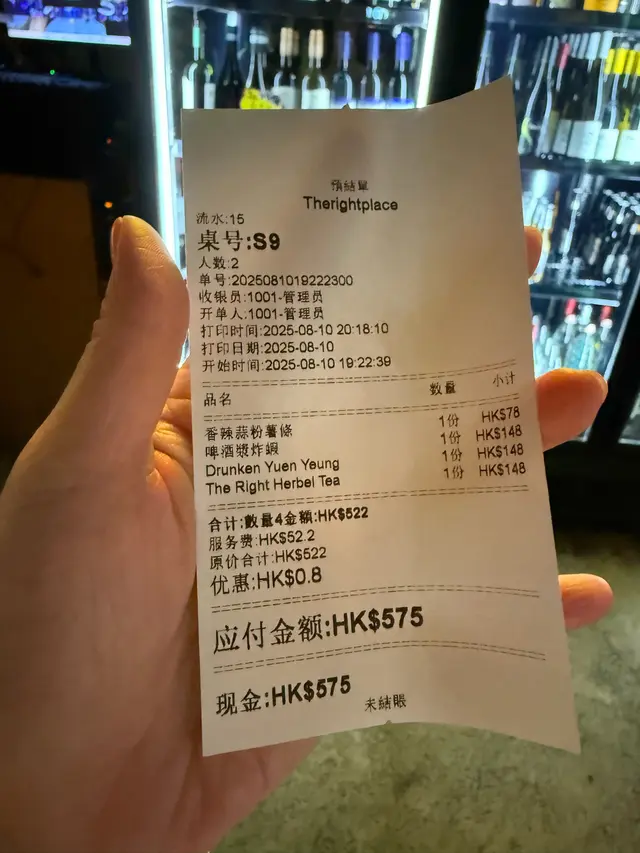 預結單
Therightplace
流水:15
桌号:S9
人数:2
单号:2025081019222300
收银员:1001-管理员
开单人:1001-管理员
打印时间:2025-08-10 20:18:10
打印日期:2025-08-10
开始时间:2025-08-10 19:22:39
品名 数量 小计
香辣蒜粉薯條 1份 HK$78
啤酒漿炸蝦 1份 HK$148
Drunken Yuen Yeung 1份 HK$148
The Right Herbel Tea 1份 HK$148
合计:數量4金額:HK$522
服务费:HK$52.2
原价合计:HK$522
优惠:HK$0.8
应付金额:HK$575
现金:HK$575
未結賬